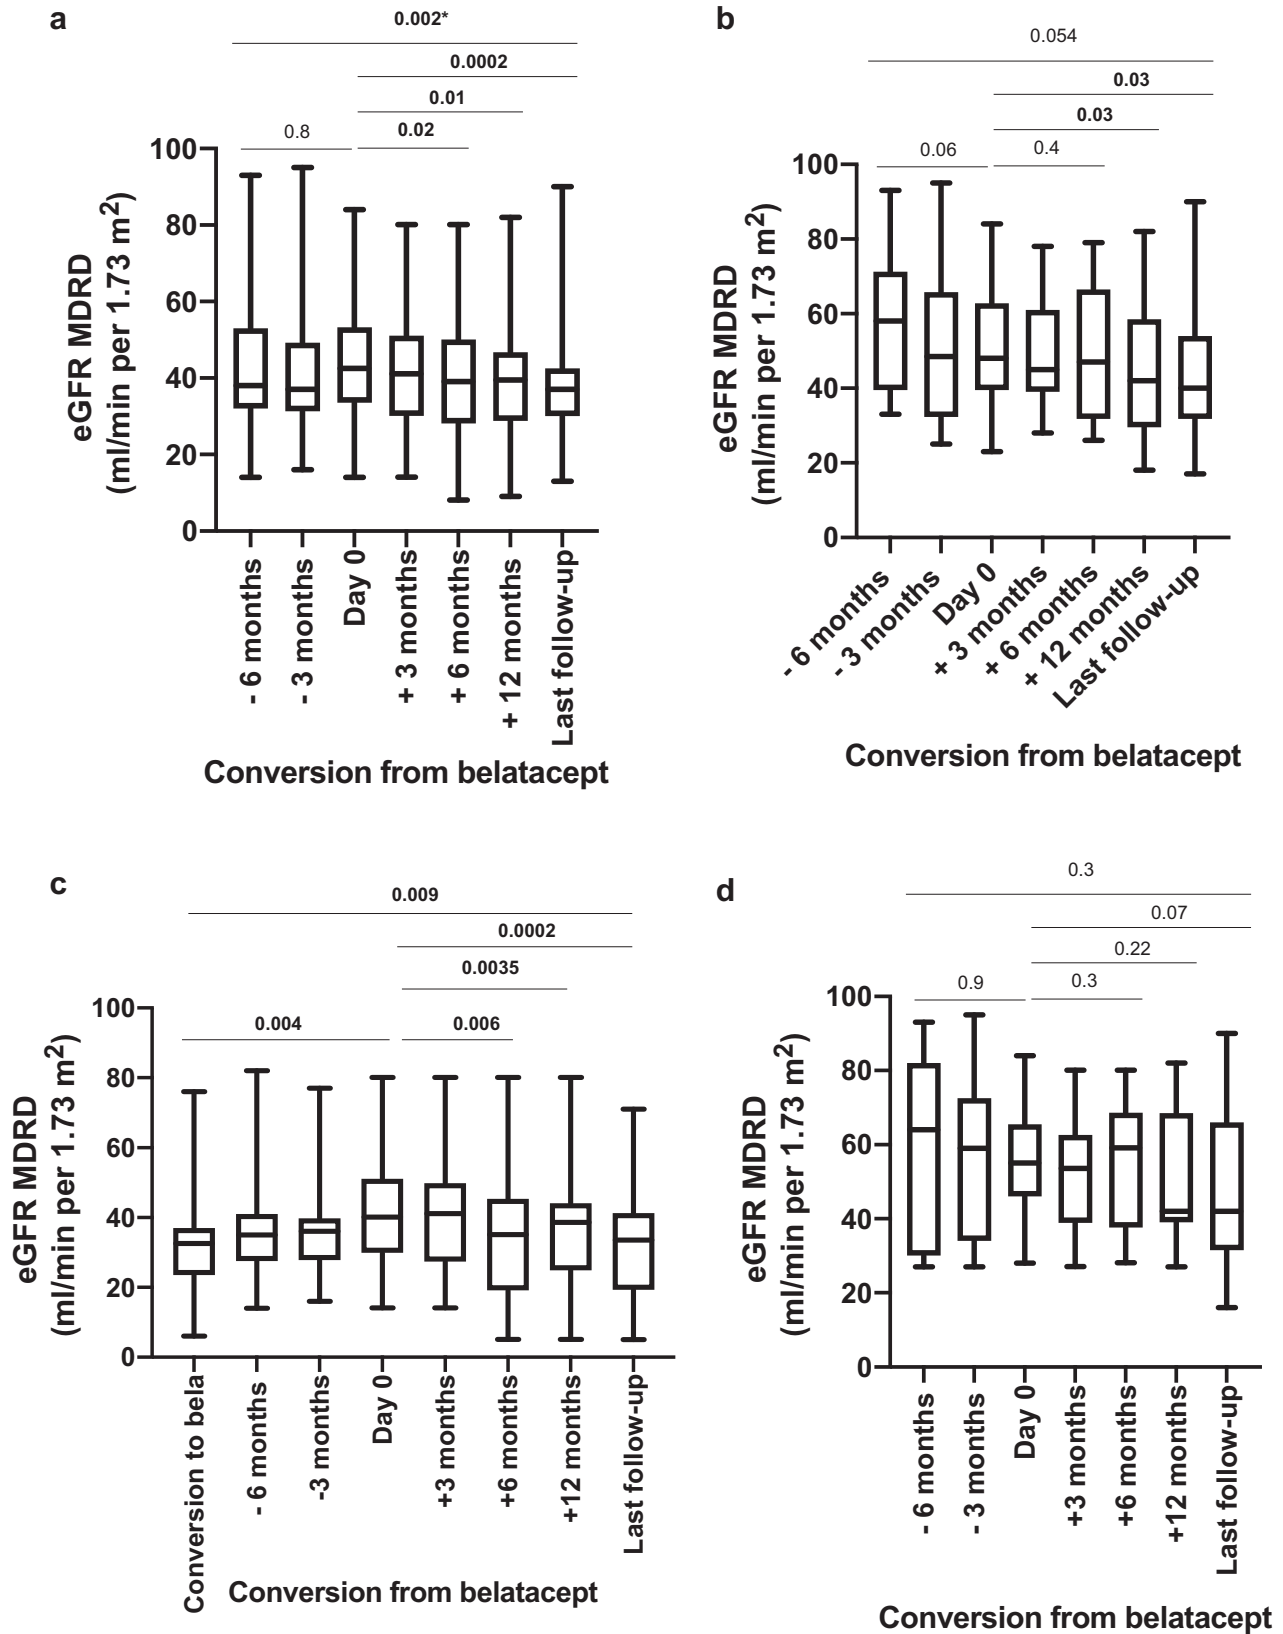 a
0.002*
0.0002
0.01
0.8
0.02
100
80
60
40
20
0
eGFR MDRD
(ml/min per 1.73 m²)
- 6 months
- 3 months
Day 0
+ 3 months
+ 6 months
+ 12 months
Last follow-up
Conversion from belatacept
b
0.054
0.03
0.03
0.06
0.4
100
80
60
40
20
0
eGFR MDRD
(ml/min per 1.73 m²)
- 6 months
- 3 months
Day 0
+ 3 months
+ 6 months
+ 12 months
Last follow-up
Conversion from belatacept
c
0.009
0.0002
0.0035
0.004
0.006
100
80
60
40
20
0
eGFR MDRD
(ml/min per 1.73 m²)
Conversion to bela
- 6 months
-3 months
Day 0
+3 months
+6 months
+12 months
Last follow-up
Conversion from belatacept
d
0.3
0.07
0.22
0.9
0.3
100
80
60
40
20
0
eGFR MDRD
(ml/min per 1.73 m²)
- 6 months
- 3 months
Day 0
+3 months
+6 months
+12 months
Last follow-up
Conversion from belatacept